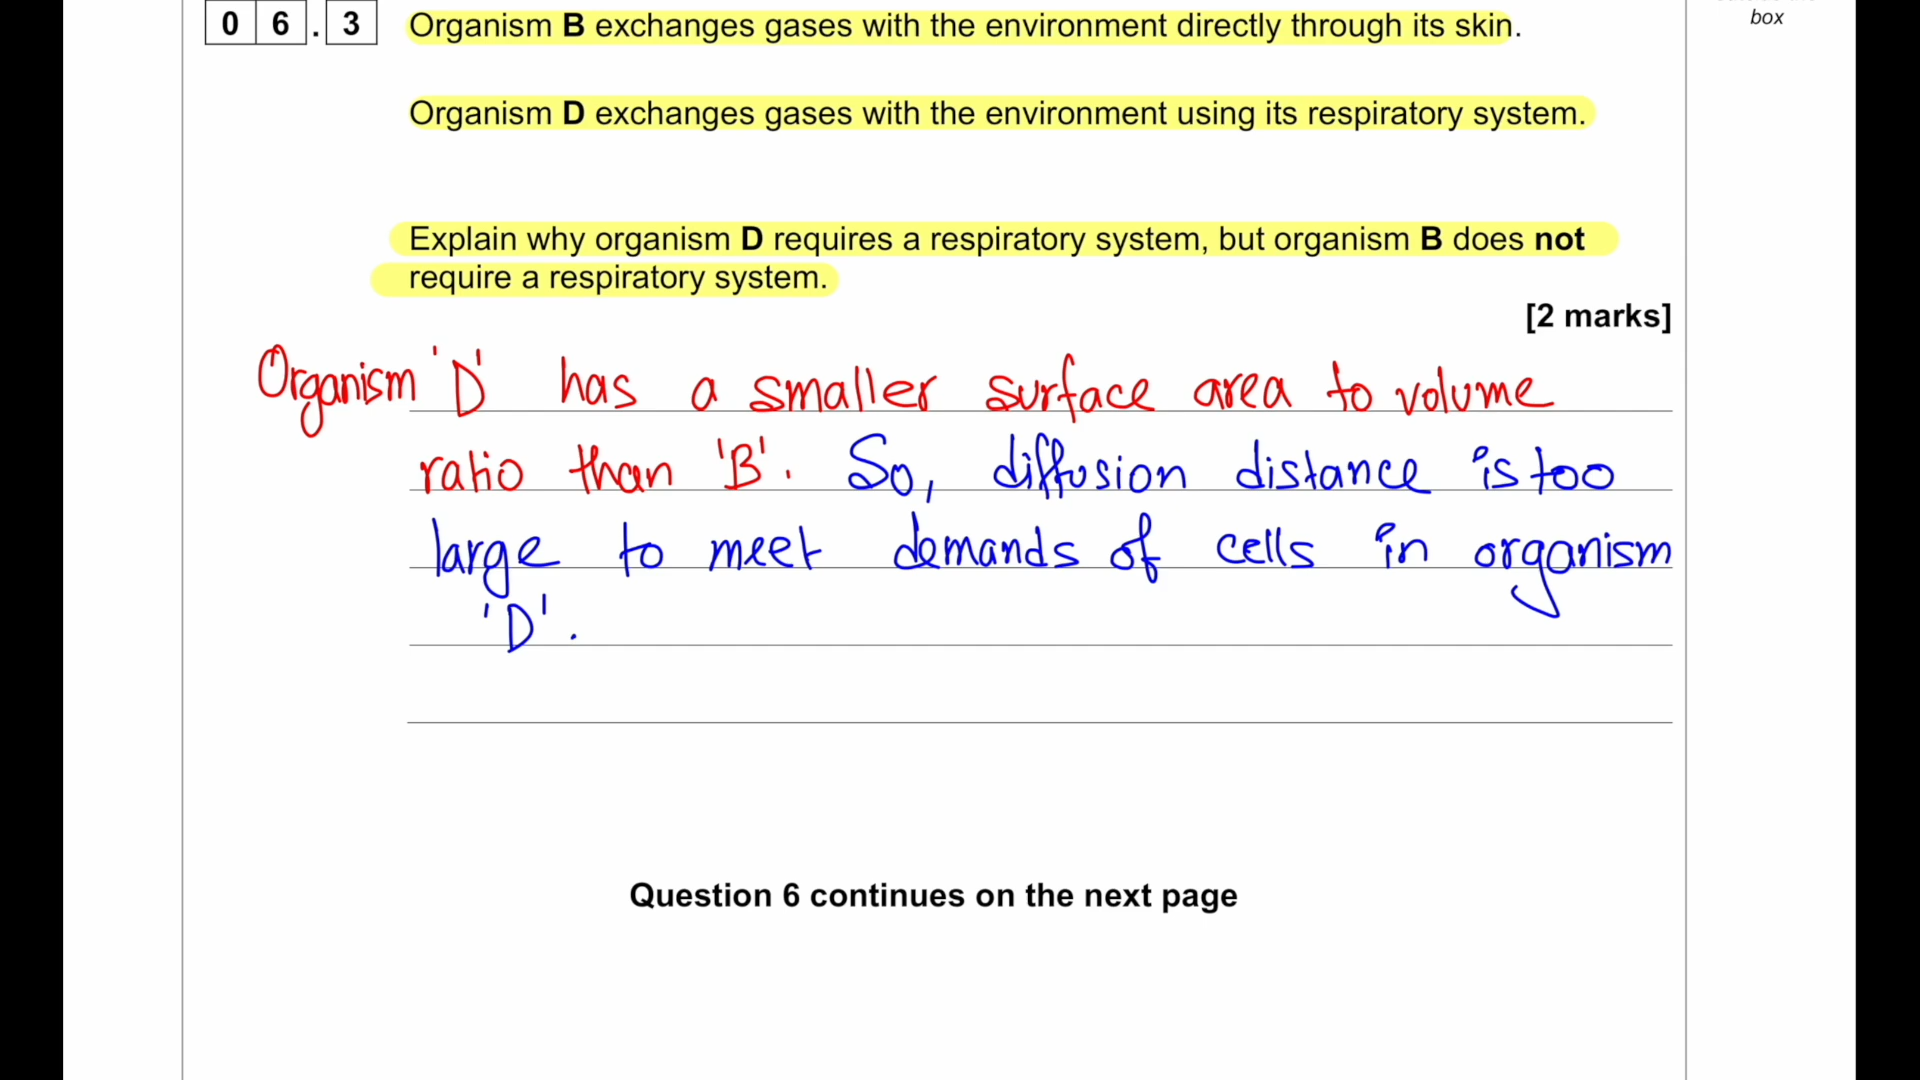 06.3 Organism B exchanges gases with the environment directly through its skin.
box
Organism D exchanges gases with the environment using its respiratory system.
Explain why organism D requires a respiratory system, but organism B does not
require a respiratory system.
[2 marks]
Organism 'D' has a smaller surface area to volume
ratio than 'B'. So, diffusion distance is too
large to meet demands of cells in organism
'D'.
Question 6 continues on the next page